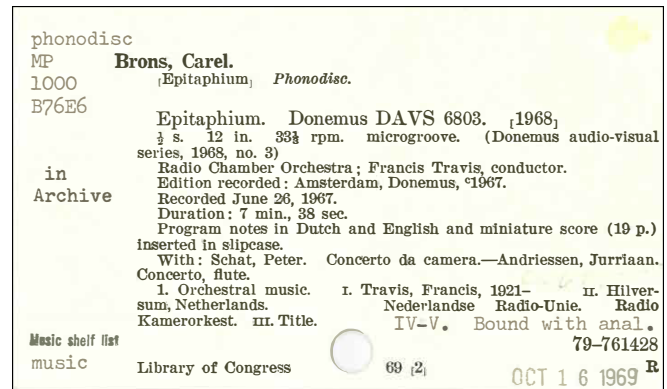 phonodisc
MP Brons, Carel.
1000 [Epitaphium] Phonodisc.
B76E6
Epitaphium. Donemus DAVS 6803. [1968]
½ s. 12 in. 33⅓ rpm. microgroove. (Donemus audio-visual
series, 1968, no. 3)
in Radio Chamber Orchestra; Francis Travis, conductor.
Archive Edition recorded: Amsterdam, Donemus, ᶜ1967.
Recorded June 26, 1967.
Duration: 7 min., 38 sec.
Program notes in Dutch and English and miniature score (19 p.)
inserted in slipcase.
With: Schat, Peter. Concerto da camera.—Andriessen, Jurriaan.
Concerto, flute.
1. Orchestral music. I. Travis, Francis, 1921– II. Hilver-
sum, Netherlands. Nederlandse Radio-Unie. Radio
Kamerorkest. III. Title. IV-V. Bound with anal.
Music shelf list 79–761428
music Library of Congress 69 [2] R
OCT 16 1969